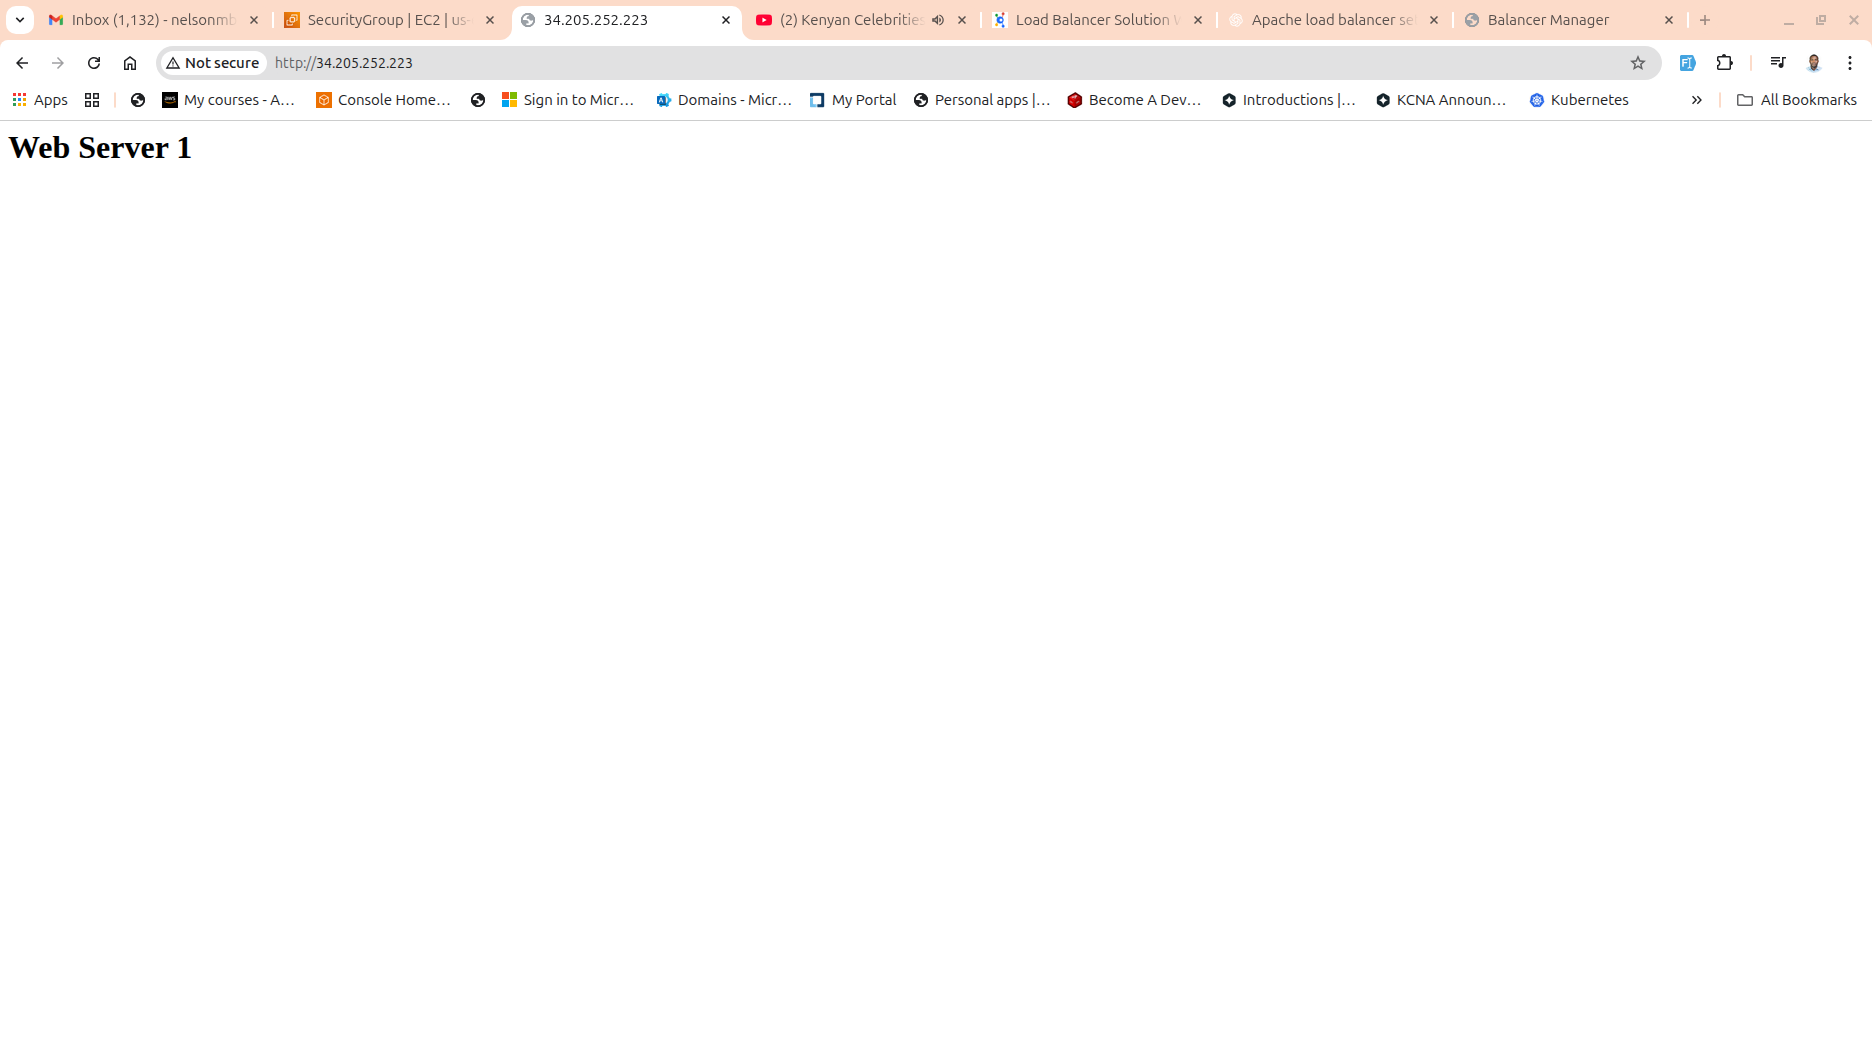 Inbox (1,132) - nelsonmb
SecurityGroup | EC2 | us-
34.205.252.223
(2) Kenyan Celebrities
Load Balancer Solution W
Apache load balancer se
Balancer Manager
Not secure
http://34.205.252.223
Apps
My courses - A...
Console Home...
Sign in to Micr...
Domains - Micr...
My Portal
Personal apps |...
Become A Dev...
Introductions |...
KCNA Announ...
Kubernetes
All Bookmarks
Web Server 1